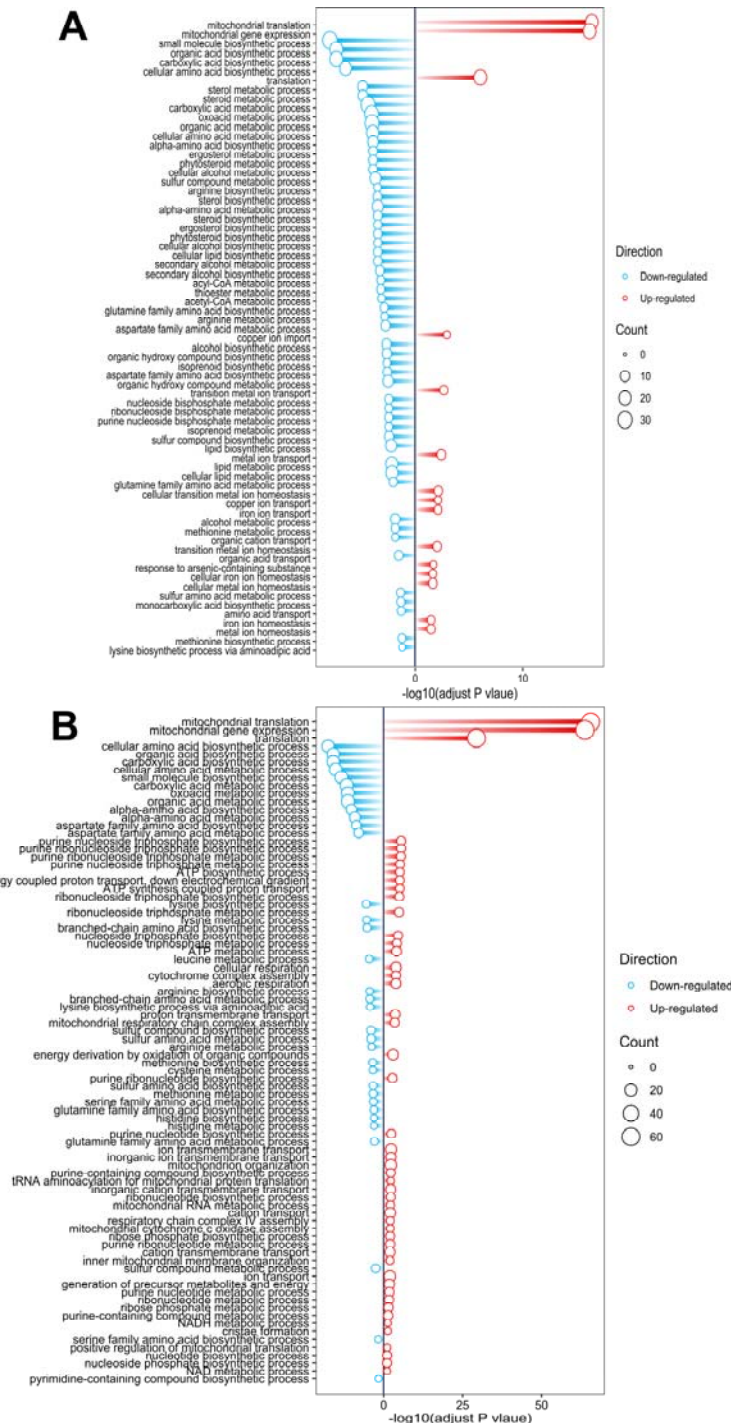 A
mitochondrial translation
mitochondrial gene expression
small molecule biosynthetic process
organic acid biosynthetic process
carboxylic acid biosynthetic process
cellular amino acid biosynthetic process
translation
sterol metabolic process
steroid metabolic process
carboxylic acid metabolic process
oxoacid metabolic process
organic acid metabolic process
cellular amino acid metabolic process
alpha-amino acid biosynthetic process
ergosterol metabolic process
phytosteroid metabolic process
cellular alcohol metabolic process
sulfur compound metabolic process
arginine biosynthetic process
sterol biosynthetic process
alpha-amino acid metabolic process
steroid biosynthetic process
ergosterol biosynthetic process
phytosteroid biosynthetic process
cellular alcohol biosynthetic process
cellular lipid biosynthetic process
secondary alcohol metabolic process
secondary alcohol biosynthetic process
acyl-CoA metabolic process
thioester metabolic process
acetyl-CoA metabolic process
glutamine family amino acid biosynthetic process
arginine metabolic process
aspartate family amino acid metabolic process
copper ion import
alcohol biosynthetic process
organic hydroxy compound biosynthetic process
isoprenoid biosynthetic process
aspartate family amino acid biosynthetic process
organic hydroxy compound metabolic process
transition metal ion transport
nucleoside bisphosphate metabolic process
ribonucleoside bisphosphate metabolic process
purine nucleoside bisphosphate metabolic process
isoprenoid metabolic process
sulfur compound biosynthetic process
lipid biosynthetic process
metal ion transport
lipid metabolic process
cellular lipid metabolic process
glutamine family amino acid metabolic process
cellular transition metal ion homeostasis
copper ion transport
iron ion transport
alcohol metabolic process
methionine metabolic process
organic cation transport
transition metal ion homeostasis
organic acid transport
response to arsenic-containing substance
cellular iron ion homeostasis
cellular metal ion homeostasis
sulfur amino acid metabolic process
monocarboxylic acid biosynthetic process
amino acid transport
iron ion homeostasis
metal ion homeostasis
methionine biosynthetic process
lysine biosynthetic process via aminoadipic acid
0 10
-log10(adjust P vlaue)
Direction
Down-regulated
Up-regulated
Count
0
10
20
30
B
mitochondrial translation
mitochondrial gene expression
translation
cellular amino acid biosynthetic process
organic acid biosynthetic process
carboxylic acid biosynthetic process
cellular amino acid metabolic process
small molecule biosynthetic process
carboxylic acid metabolic process
oxoacid metabolic process
organic acid metabolic process
alpha-amino acid biosynthetic process
alpha-amino acid metabolic process
aspartate family amino acid biosynthetic process
aspartate family amino acid metabolic process
purine nucleoside triphosphate biosynthetic process
purine ribonucleoside triphosphate biosynthetic process
purine ribonucleoside triphosphate metabolic process
purine nucleoside triphosphate metabolic process
ATP biosynthetic process
gy coupled proton transport, down electrochemical gradient
ATP synthesis coupled proton transport
ribonucleoside triphosphate biosynthetic process
lysine biosynthetic process
ribonucleoside triphosphate metabolic process
lysine metabolic process
branched-chain amino acid biosynthetic process
nucleoside triphosphate biosynthetic process
nucleoside triphosphate metabolic process
ATP metabolic process
leucine metabolic process
cellular respiration
cytochrome complex assembly
aerobic respiration
arginine biosynthetic process
branched-chain amino acid metabolic process
lysine biosynthetic process via aminoadipic acid
proton transmembrane transport
mitochondrial respiratory chain complex assembly
sulfur compound biosynthetic process
sulfur amino acid metabolic process
arginine metabolic process
energy derivation by oxidation of organic compounds
methionine biosynthetic process
cysteine metabolic process
purine ribonucleotide biosynthetic process
sulfur amino acid biosynthetic process
methionine metabolic process
serine family amino acid metabolic process
glutamine family amino acid biosynthetic process
histidine biosynthetic process
histidine metabolic process
purine nucleotide biosynthetic process
glutamine family amino acid metabolic process
ion transmembrane transport
inorganic ion transmembrane transport
mitochondrion organization
purine-containing compound biosynthetic process
tRNA aminoacylation for mitochondrial protein translation
inorganic cation transmembrane transport
ribonucleotide biosynthetic process
mitochondrial RNA metabolic process
cation transport
respiratory chain complex IV assembly
mitochondrial cytochrome c oxidase assembly
ribose phosphate biosynthetic process
purine ribonucleotide metabolic process
cation transmembrane transport
inner mitochondrial membrane organization
sulfur compound metabolic process
ion transport
generation of precursor metabolites and energy
purine nucleotide metabolic process
ribonucleotide metabolic process
ribose phosphate metabolic process
purine-containing compound metabolic process
NADH metabolic process
cristae formation
serine family amino acid biosynthetic process
positive regulation of mitochondrial translation
nucleotide biosynthetic process
nucleoside phosphate biosynthetic process
NAD metabolic process
pyrimidine-containing compound biosynthetic process
0 25 50
-log10(adjust P vlaue)
Direction
Down-regulated
Up-regulated
Count
0
20
40
60